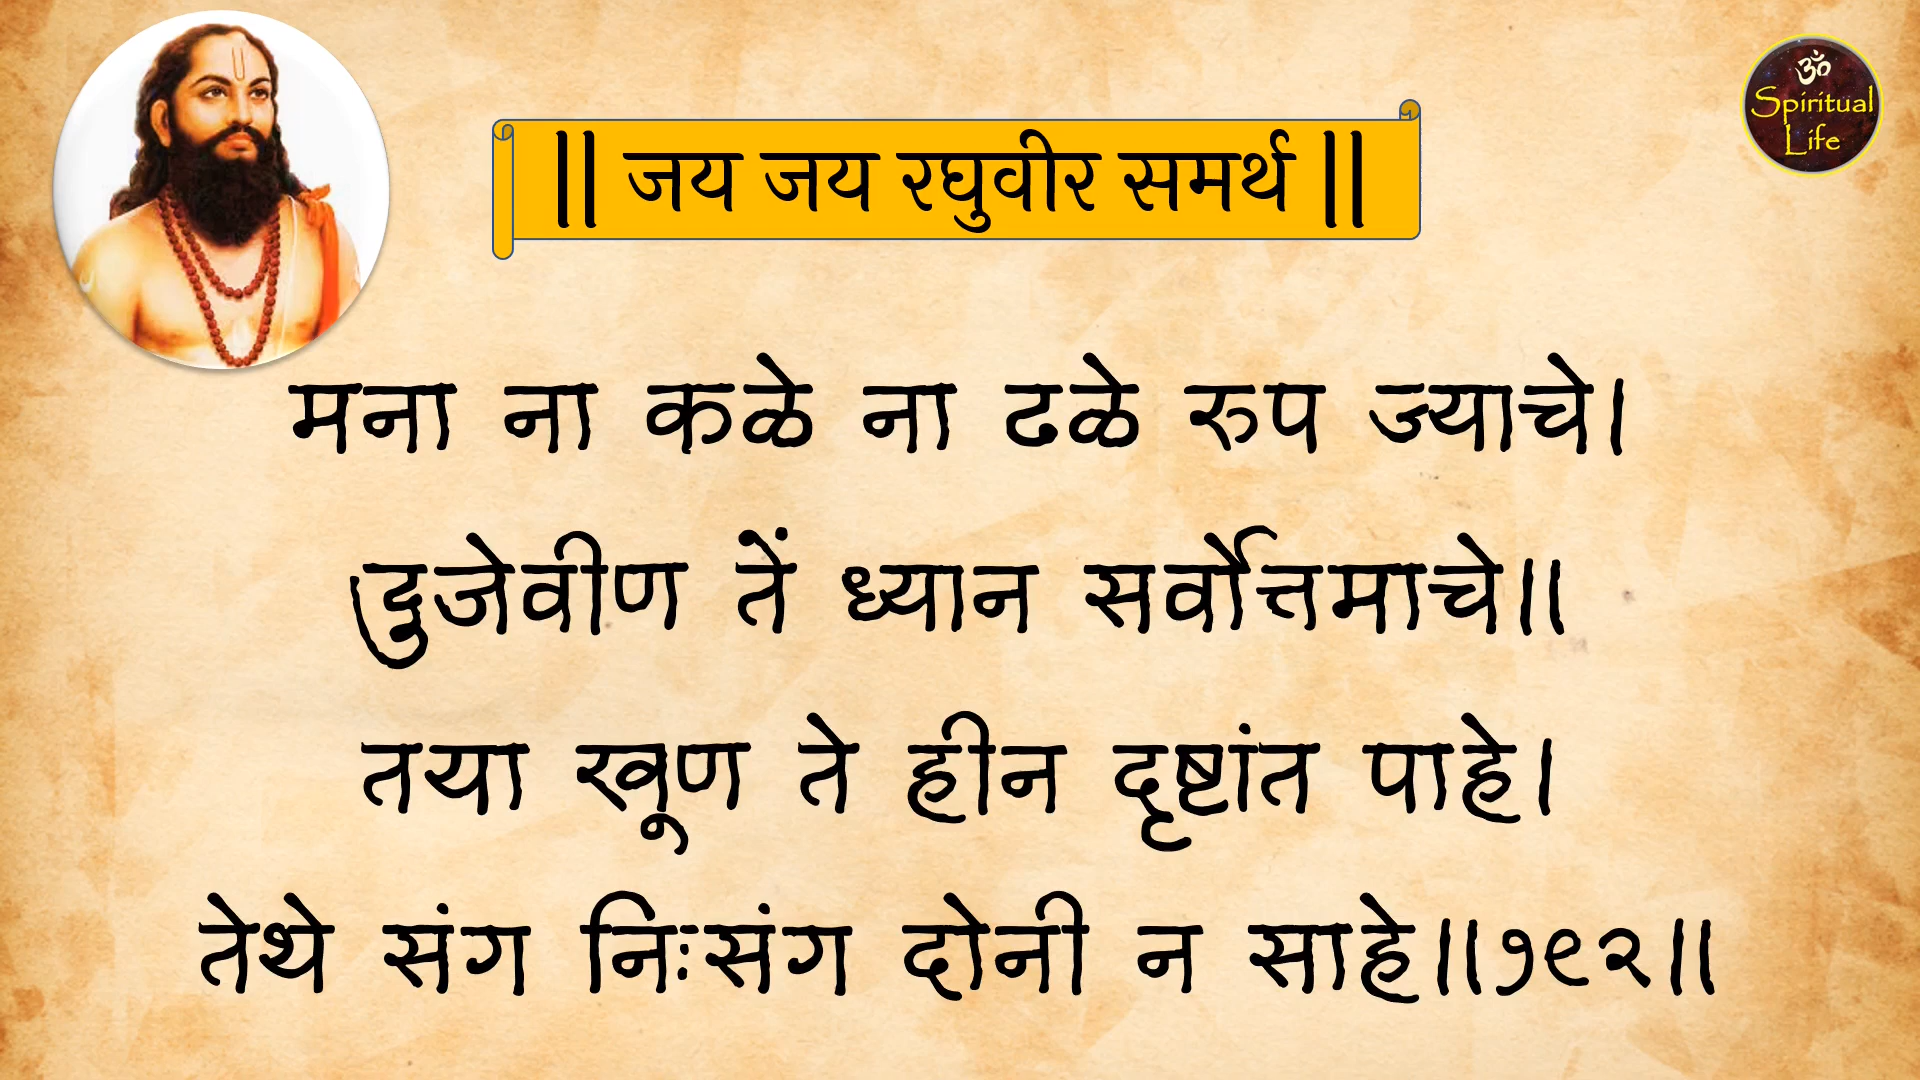 || जय जय रघुवीर समर्थ ||
ॐ
Spiritual
Life
मना ना कळे ना ढळे रुप ज्याचे।
दुजेवीण तें ध्यान सर्वोत्तमाचे॥
तया खूण ते हीन दृष्टांत पाहे।
तेथे संग निःसंग दोनी न साहे॥१९२॥